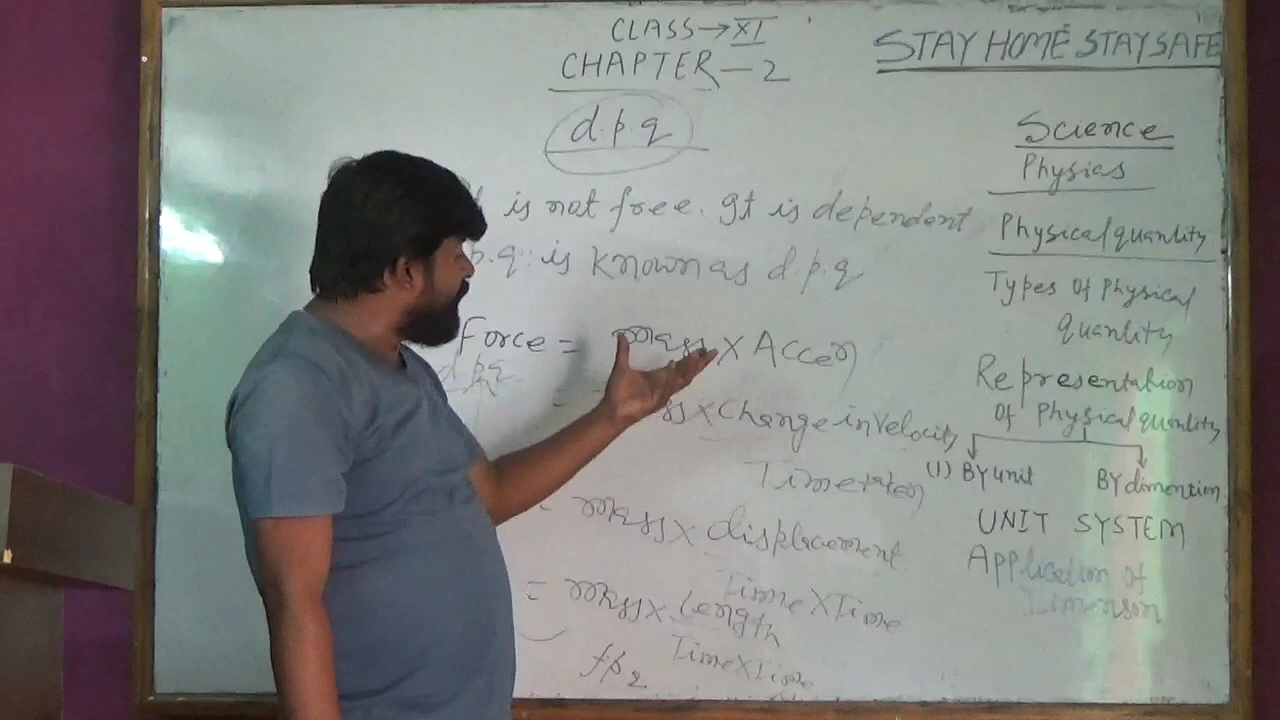 CLASS→XI
CHAPTER-2
d.p.q
is not free. It is dependent
p.q. is known as d.p.q
Force = mass X Accen
d.p.q
= X Change in Velocity
Time
= mass X displacement
Time X Time
= mass X Length
Time X Time
f.p.q
STAY HOME STAY SAFE
Science
Physias
Physical quantity
Types of Physical
quantity
Representation
of Physical quantity
(1) BY unit
BY dimention
UNIT SYSTEM
Application of
Dimension